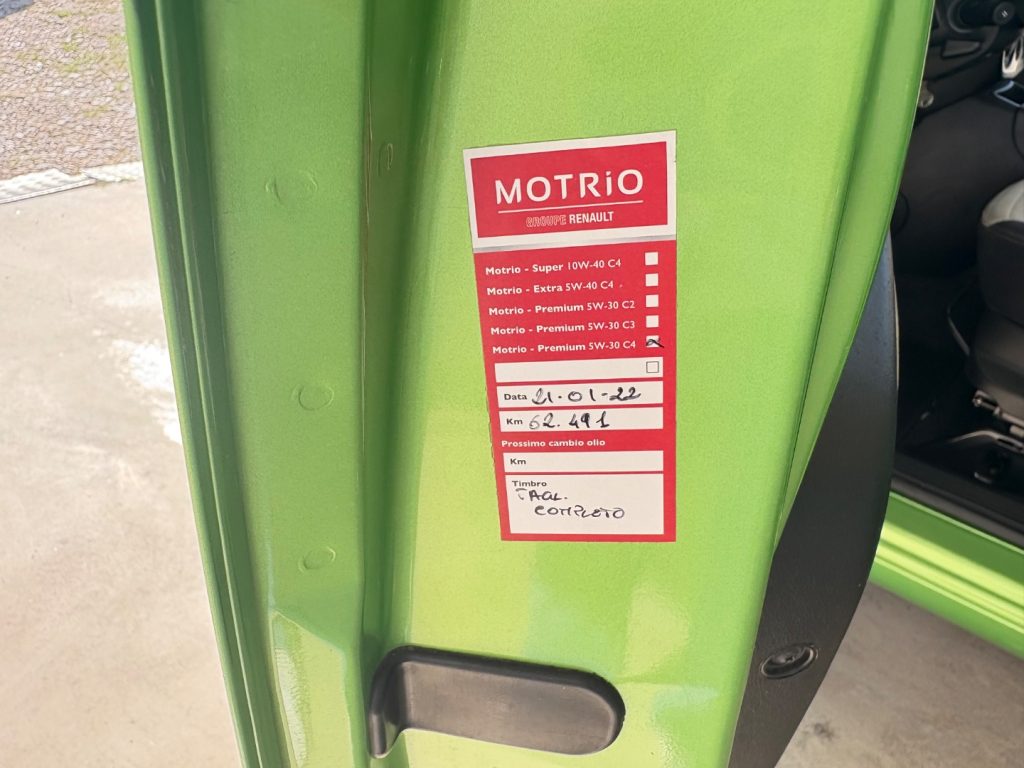 MOTRiO
GROUPE RENAULT
Motrio - Super 10W-40 C4
Motrio - Extra 5W-40 C4
Motrio - Premium 5W-30 C2
Motrio - Premium 5W-30 C3
Motrio - Premium 5W-30 C4
Data 21-01-22
Km 62.491
Prossimo cambio olio
Km
Timbro
TAGL.
COMPLETO